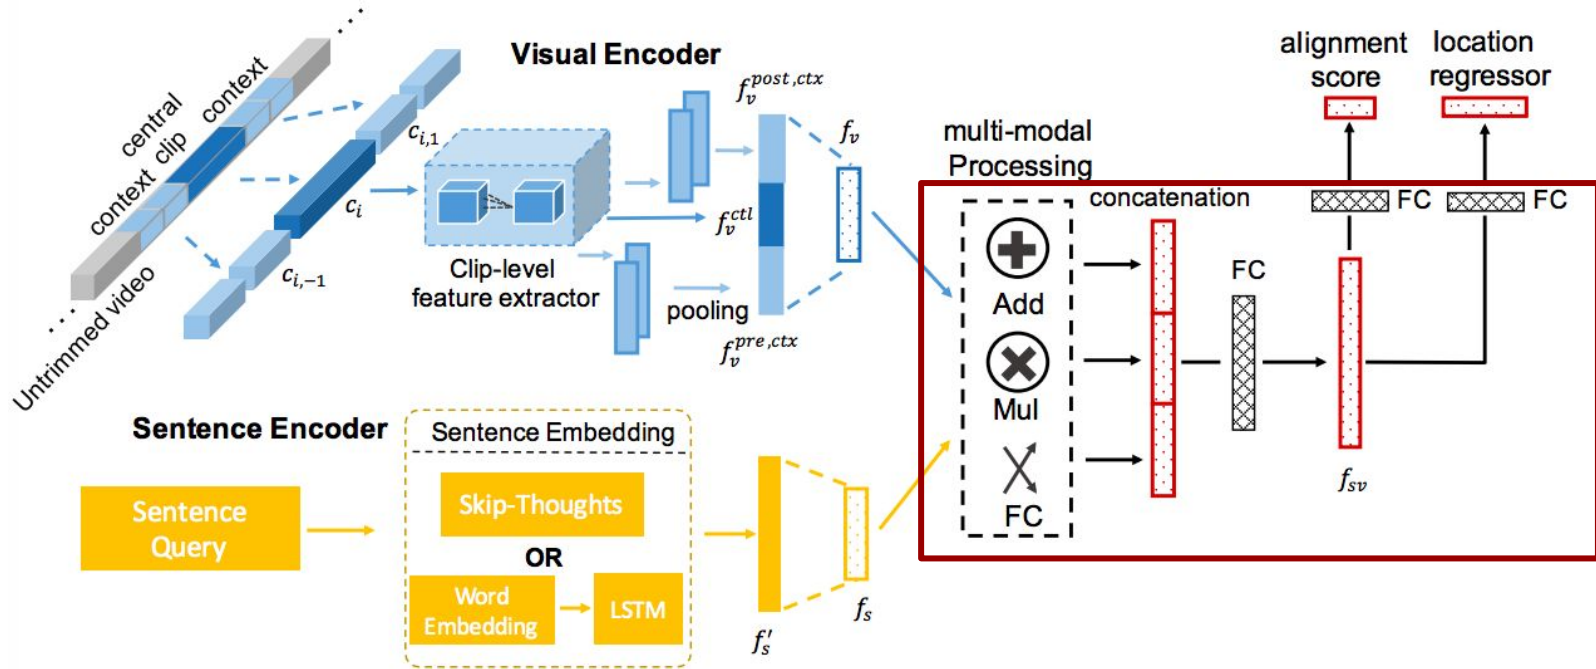 Visual Encoder
alignment
score
location
regressor
context
central
clip
context
Untrimmed video
c_{i,1}
c_i
c_{i,-1}
Clip-level
feature extractor
pooling
f_v^{post,ctx}
f_v^{ctl}
f_v^{pre,ctx}
f_v
multi-modal
Processing
concatenation
FC
FC
Add
Mul
FC
FC
f_{sv}
Sentence Encoder
Sentence Embedding
Sentence
Query
Skip-Thoughts
OR
Word
Embedding
LSTM
f_s'
f_s